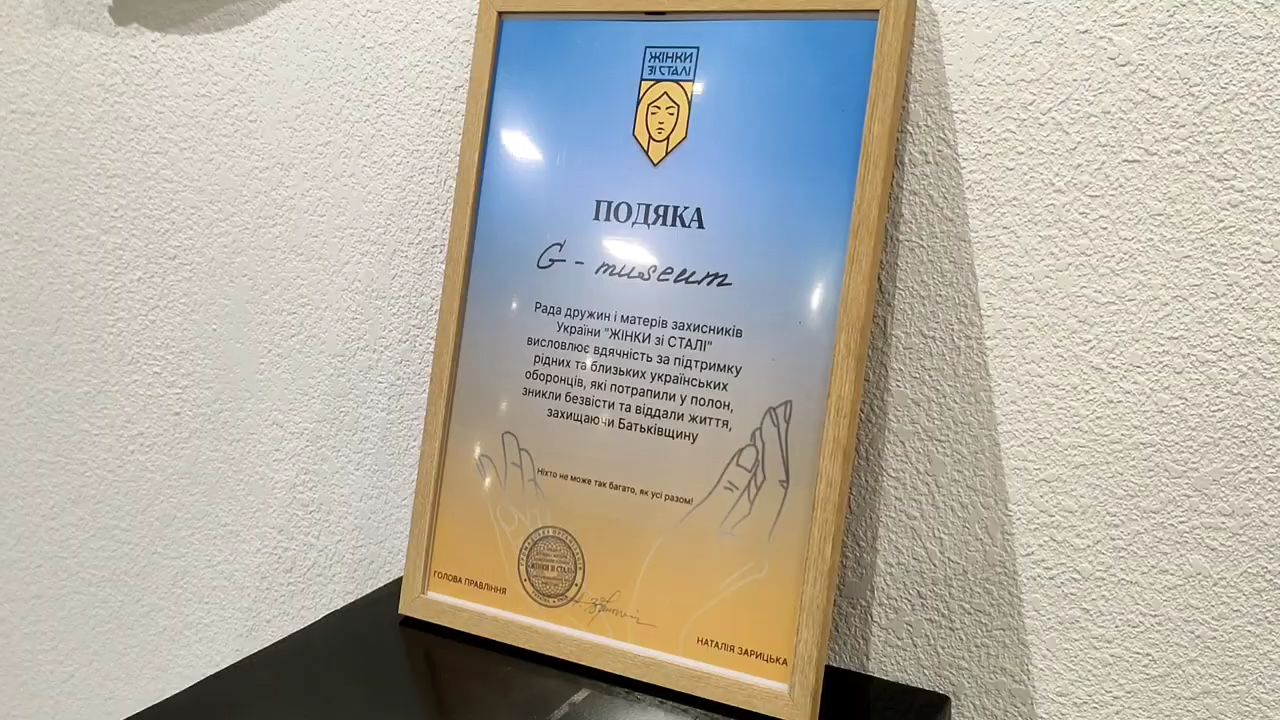 ЖІНКИ
ЗІ СТАЛІ
ПОДЯКА
G - museum
Рада дружин і матерів захисників
України "ЖІНКИ зі СТАЛІ"
висловлює вдячність за підтримку
рідних та близьких українських
оборонців, які потрапили у полон,
зникли безвісти та віддали життя,
захищаючи Батьківщину
Ніхто не може так багато, як усі разом!
ЖІНКИ ЗІ СТАЛІ
ГОЛОВА ПРАВЛІННЯ
НАТАЛІЯ ЗАРИЦЬКА